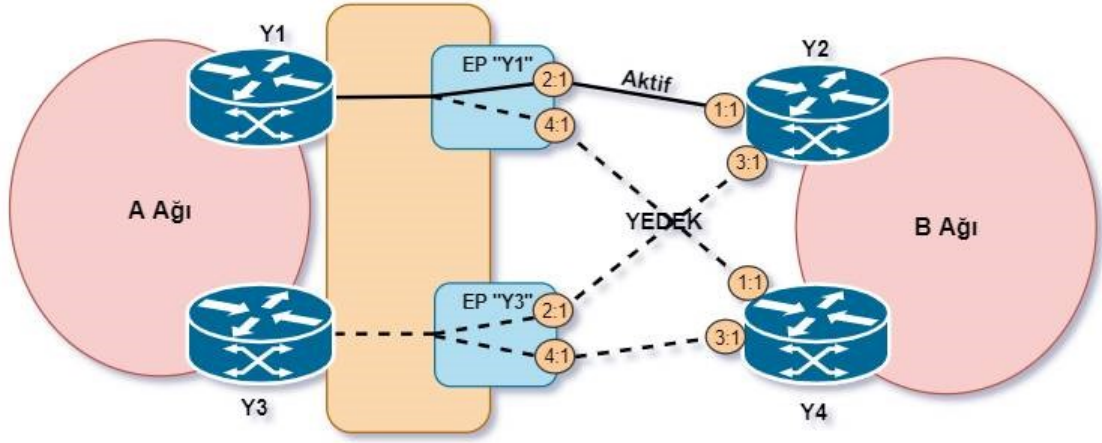 Y1
EP "Y1"
2:1
Aktif
1:1
Y2
4:1
3:1
A Ağı
YEDEK
B Ağı
EP "Y3"
2:1
1:1
4:1
3:1
Y3
Y4